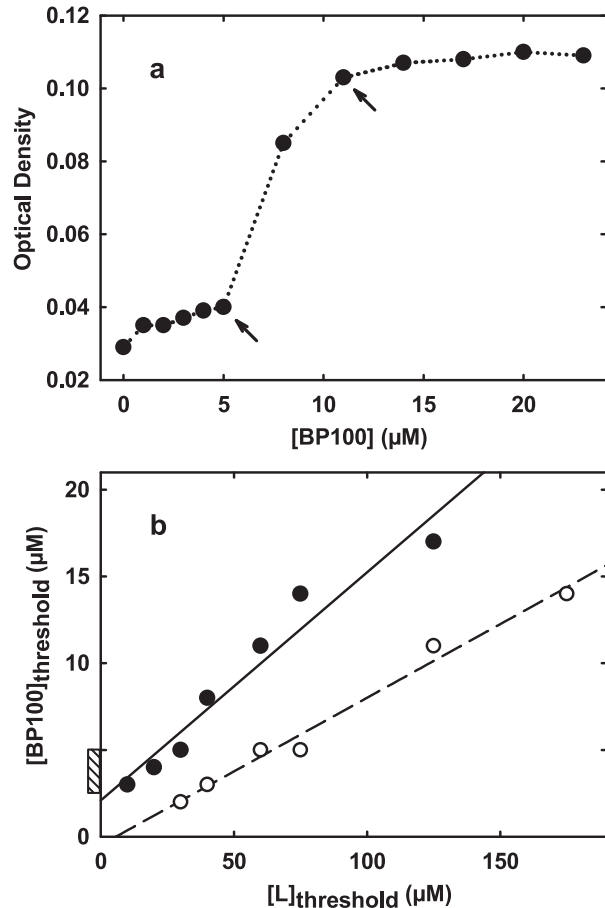 a
0.12
0.10
0.08
0.06
0.04
0.02
Optical Density
0 5 10 15 20
[BP100] (µM)
b
20
15
10
0
[BP100]threshold (µM)
0 50 100 150
[L]threshold (µM)